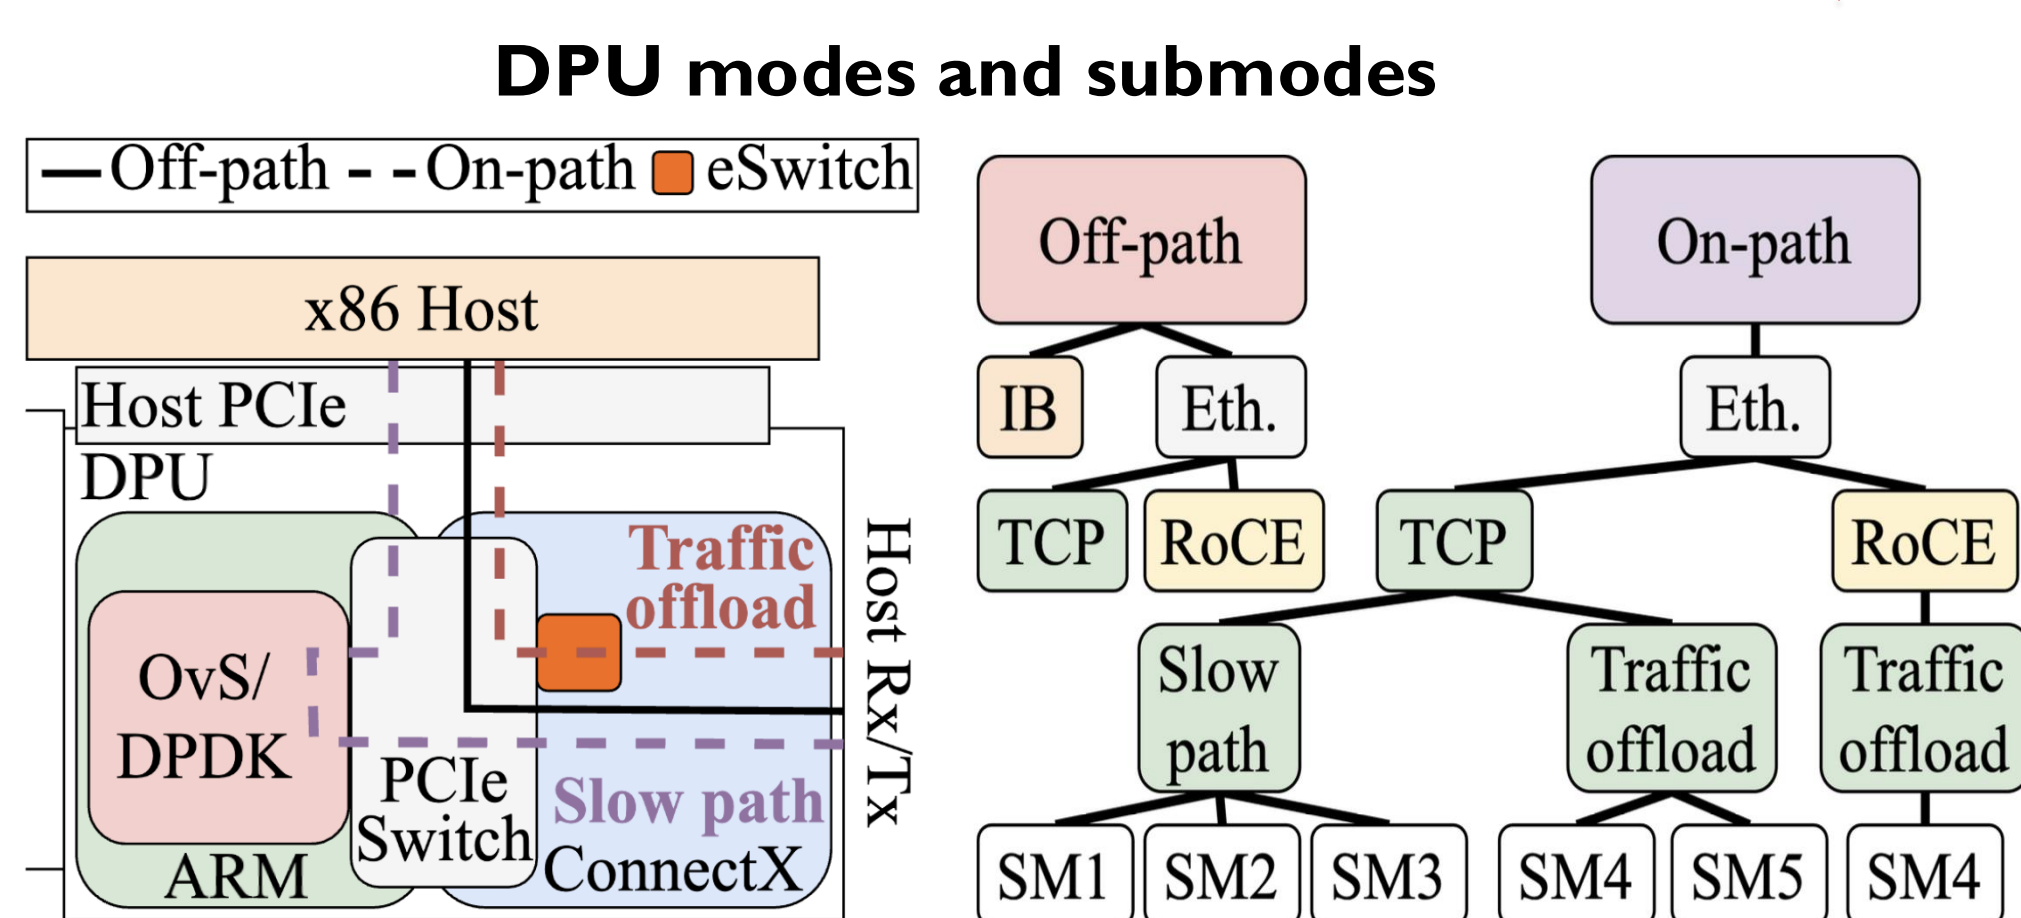 DPU modes and submodes
Off-path
On-path
eSwitch
x86 Host
Host PCIe
DPU
Traffic
offload
OvS/
DPDK
PCIe
Switch
Slow path
ARM
ConnectX
Host Rx/Tx
Off-path
On-path
IB
Eth.
Eth.
TCP
RoCE
TCP
RoCE
Slow
path
Traffic
offload
Traffic
offload
SM1
SM2
SM3
SM4
SM5
SM4